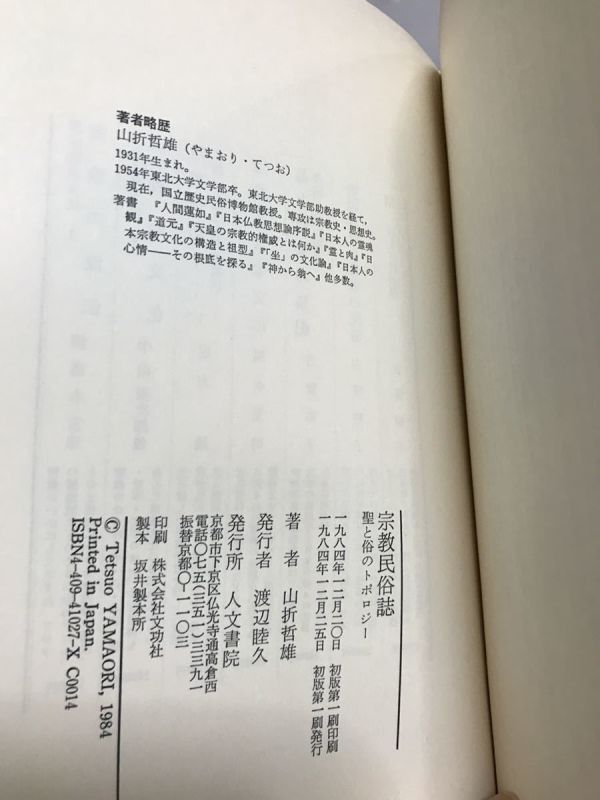 著者略歴
山折哲雄（やまおり・てつお）
1931年生まれ。
1954年東北大学文学部卒。東北大学文学部助教授を経て，
現在，国立歴史民俗博物館教授。専攻は宗教史・思想史。
著書　『人間蓮如』『日本仏教思想論序説』『日本人の霊魂
観』『道元』『天皇の宗教的権威とは何か』『霊と肉』『日
本宗教文化の構造と祖型』『「坐」の文化論』『日本人の
心情——その根底を探る』『神から翁へ』他多数。
宗教民俗誌
聖と俗のトポロジー
一九八四年一二月二〇日　初版第一刷印刷
一九八四年一二月二五日　初版第一刷発行
著　者　山折哲雄
発行者　渡辺睦久
発行所　人文書院
京都市下京区仏光寺通高倉西
電話〇七五（三五一）三三九一
振替京都〇-一一〇三
印刷　株式会社文功社
製本　坂井製本所
© Tetsuo YAMAORI, 1984
Printed in Japan.
ISBN4-409-41027-X C0014